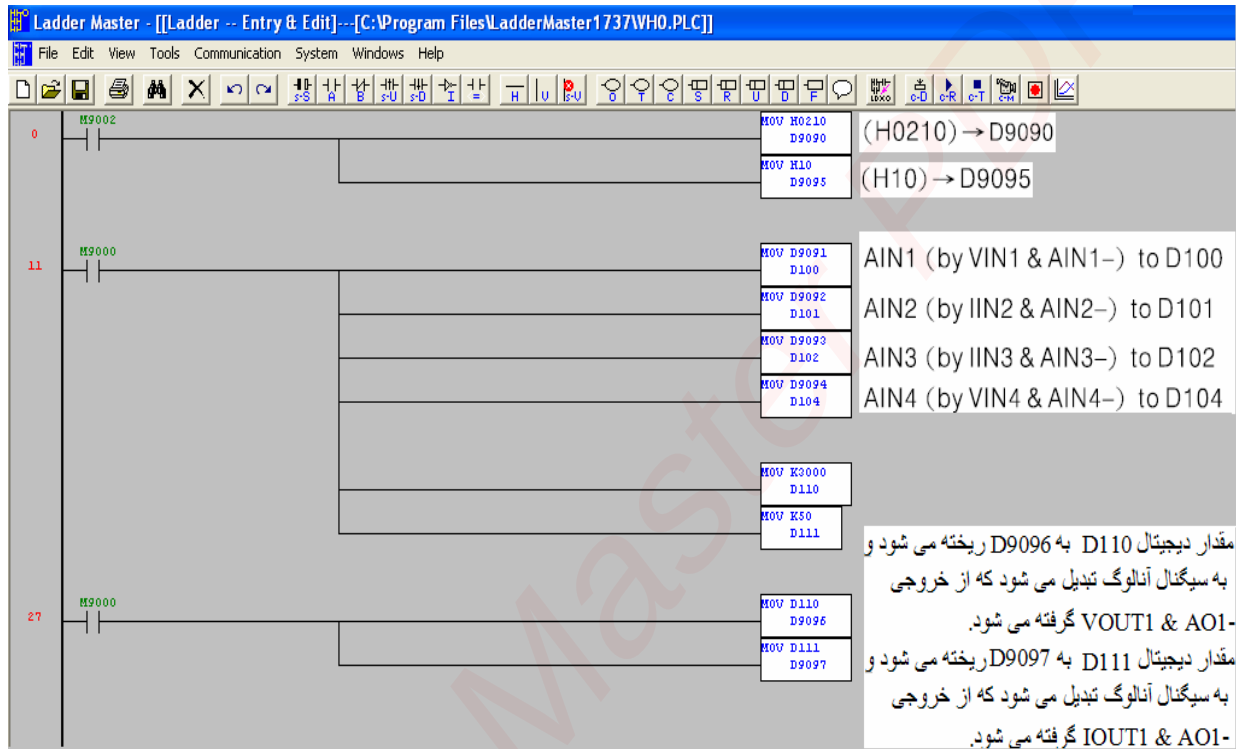 Ladder Master - [[Ladder -- Entry & Edit]---[C:\Program Files\LadderMaster1737\VH0.PLC]]
File Edit View Tools Communication System Windows Help
s-S A B s-U s-D I = H U s-U O T C S R U D F LDXO c-D c-R c-T c-M
0
M9002
MOV H0210
D9090
(H0210)→D9090
MOV H10
D9095
(H10)→D9095
11
M9000
MOV D9091
D100
AIN1 (by VIN1 & AIN1–) to D100
MOV D9092
D101
AIN2 (by IIN2 & AIN2–) to D101
MOV D9093
D102
AIN3 (by IIN3 & AIN3–) to D102
MOV D9094
D104
AIN4 (by VIN4 & AIN4–) to D104
MOV K3000
D110
MOV K50
D111
27
M9000
MOV D110
D9096
MOV D111
D9097
مقدار دیجیتال D110 به D9096 ریخته می شود و
به سیگنال آنالوگ تبدیل می شود که از خروجی
VOUT1 & AO1- گرفته می شود.
مقدار دیجیتال D111 به D9097 ریخته می شود و
به سیگنال آنالوگ تبدیل می شود که از خروجی
IOUT1 & AO1- گرفته می شود.
Master